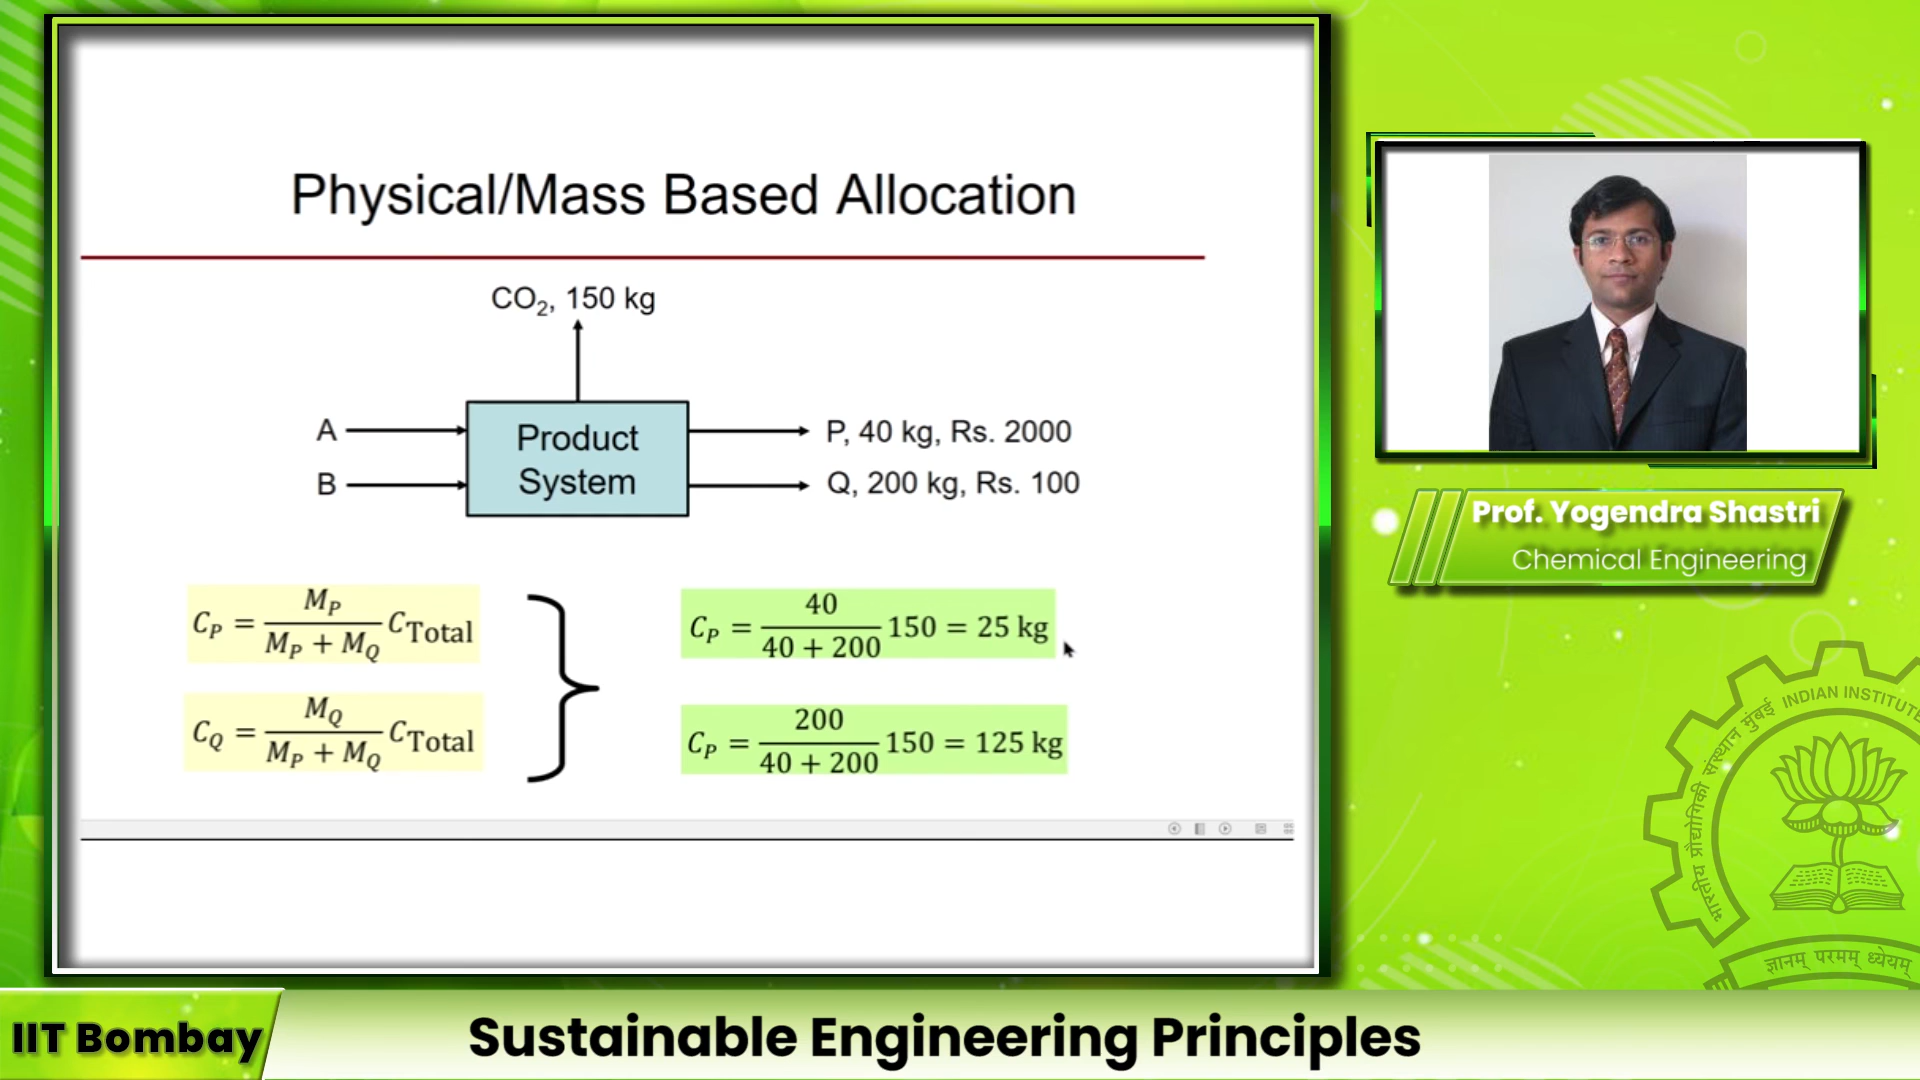 Physical/Mass Based Allocation
CO₂, 150 kg
A
B
Product
System
P, 40 kg, Rs. 2000
Q, 200 kg, Rs. 100
C_P = M_P / (M_P + M_Q) C_Total
C_P = 40 / (40 + 200) 150 = 25 kg
C_Q = M_Q / (M_P + M_Q) C_Total
C_P = 200 / (40 + 200) 150 = 125 kg
Prof. Yogendra Shastri
Chemical Engineering
भारतीय प्रौद्योगिकी संस्थान मुंबई INDIAN INSTITUTE
ज्ञानम् परमम् ध्येयम्
IIT Bombay
Sustainable Engineering Principles